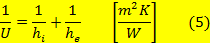 1/U = 1/h_i + 1/h_e [m²K/W] (5)